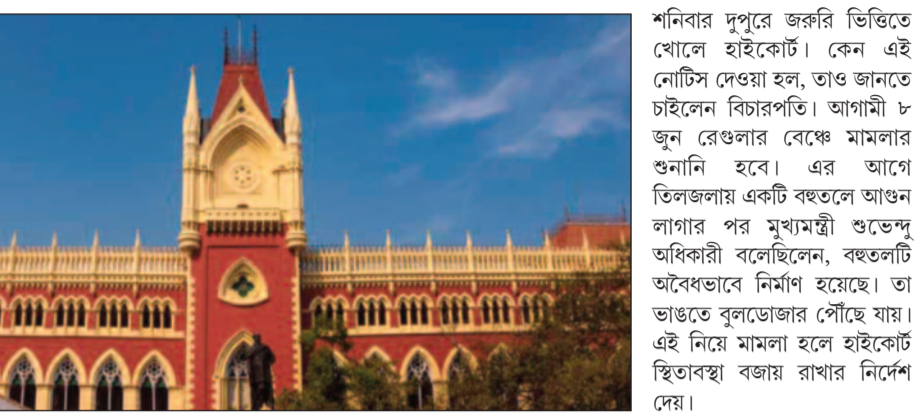 শনিবার দুপুরে জরুরি ভিত্তিতে
খোলে হাইকোর্ট। কেন এই
নোটিস দেওয়া হল, তাও জানতে
চাইলেন বিচারপতি। আগামী ৮
জুন রেগুলার বেঞ্চে মামলার
শুনানি হবে। এর আগে
তিলজলায় একটি বহুতলে আগুন
লাগার পর মুখ্যমন্ত্রী শুভেন্দু
অধিকারী বলেছিলেন, বহুতলটি
অবৈধভাবে নির্মাণ হয়েছে। তা
ভাঙতে বুলডোজার পৌঁছে যায়।
এই নিয়ে মামলা হলে হাইকোর্ট
স্থিতাবস্থা বজায় রাখার নির্দেশ
দেয়।